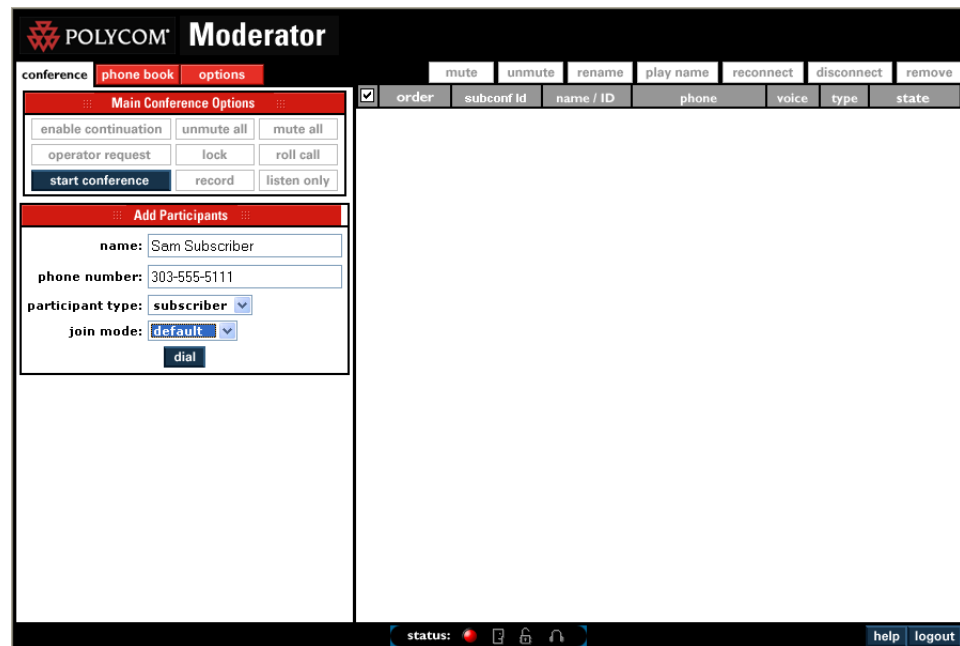 POLYCOM® Moderator
conference phone book options
mute unmute rename play name reconnect disconnect remove
Main Conference Options
enable continuation unmute all mute all
operator request lock roll call
start conference record listen only
order subconf Id name / ID phone voice type state
Add Participants
name: Sam Subscriber
phone number: 303-555-5111
participant type: subscriber
join mode: default
dial
status:
help logout